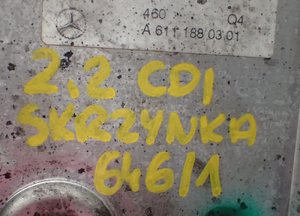 460 Q4
A 611 188 03 01
2.2 CDI
SKRZYNKA
646/1